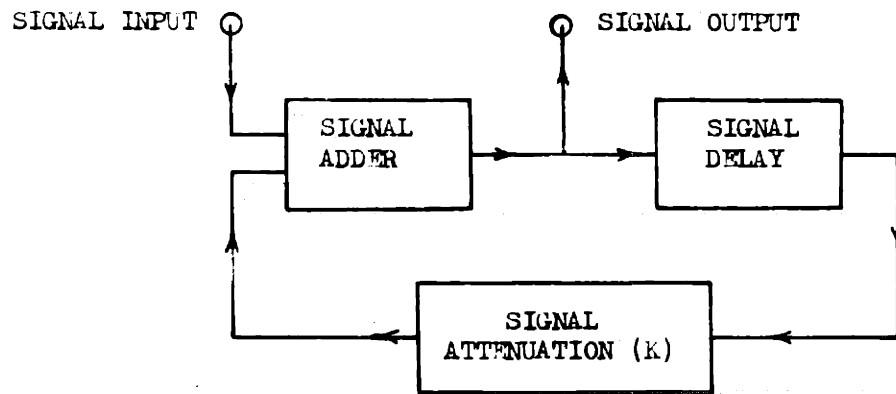 SIGNAL INPUT
SIGNAL OUTPUT
SIGNAL
ADDER
SIGNAL
DELAY
SIGNAL
ATTENUATION (K)